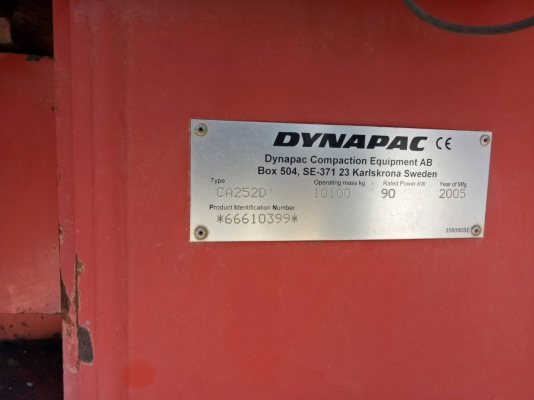 DYNAPAC CE
Dynapac Compaction Equipment AB
Box 504, SE-371 23 Karlskrona Sweden
Type Operating mass kg Rated Power kW Year of Mfg
CA252D 10100 90 2005
Product Identification Number
*66610399*